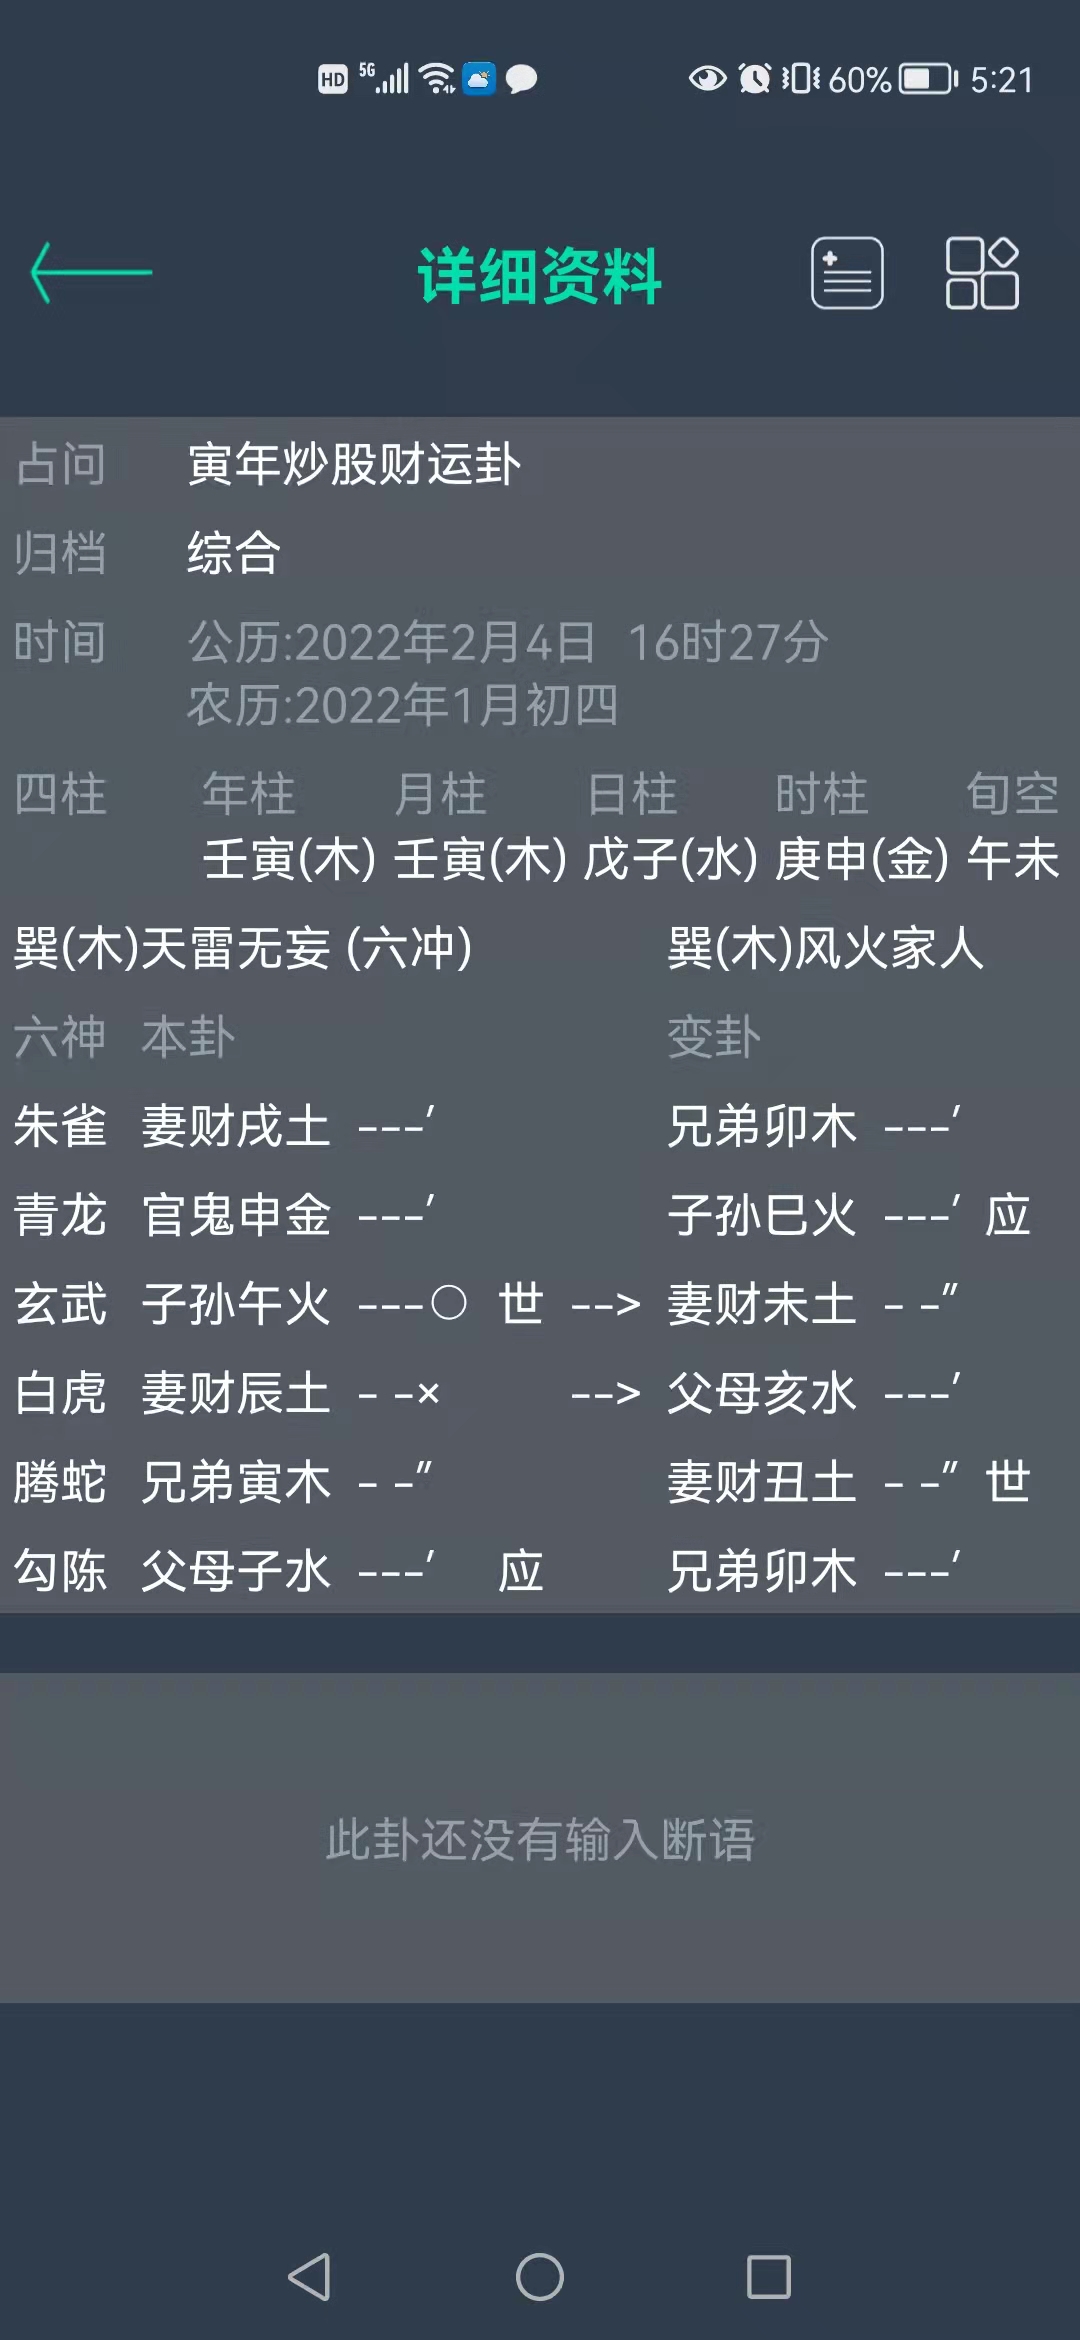 HD 5G 60% 5:21
详细资料
占问 寅年炒股财运卦
归档 综合
时间 公历:2022年2月4日 16时27分
农历:2022年1月初四
四柱 年柱 月柱 日柱 时柱 旬空
壬寅(木) 壬寅(木) 戊子(水) 庚申(金) 午未
巽(木)天雷无妄 (六冲) 巽(木)风火家人
六神 本卦 变卦
朱雀 妻财戌土 ---′ 兄弟卯木 ---′
青龙 官鬼申金 ---′ 子孙巳火 ---′ 应
玄武 子孙午火 ---○ 世 --> 妻财未土 - -″
白虎 妻财辰土 - -× --> 父母亥水 ---′
腾蛇 兄弟寅木 - -″ 妻财丑土 - -″ 世
勾陈 父母子水 ---′ 应 兄弟卯木 ---′
此卦还没有输入断语